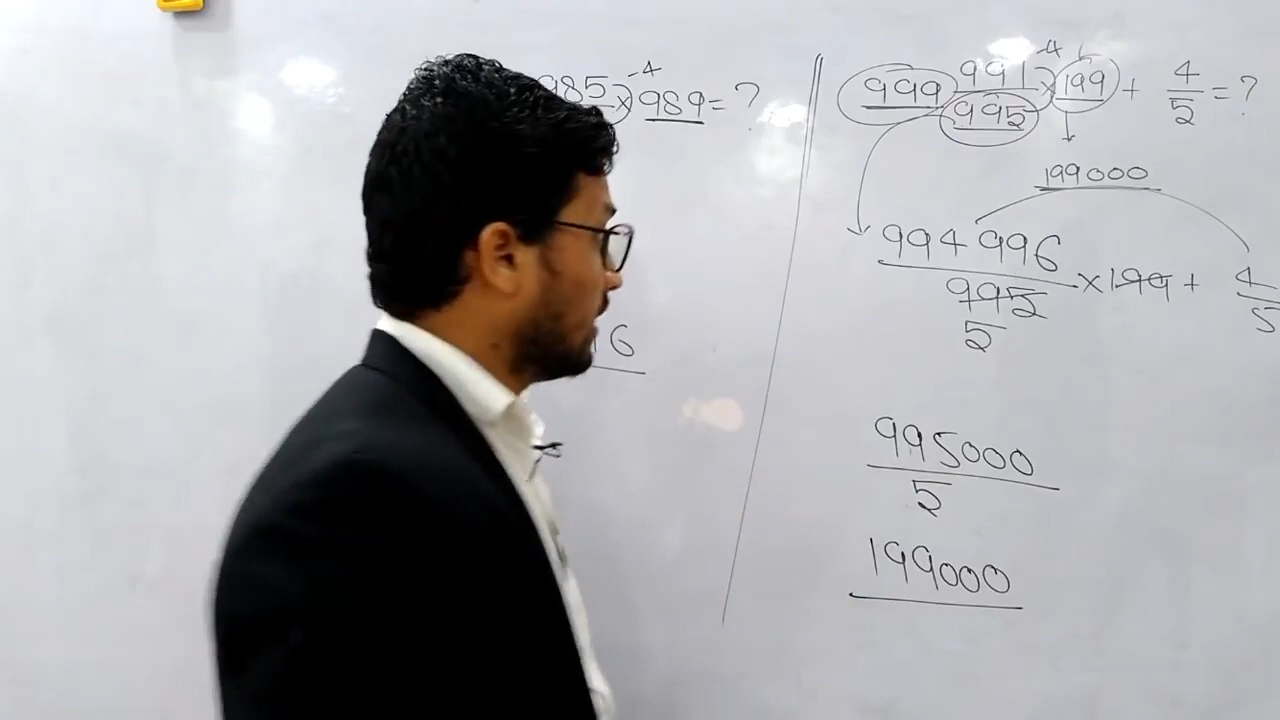 985 × 989 = ?
-4
16
999 991/995 × 199 + 4/5 = ?
-4
199000
994996/995 × 199 + 4/5
5
995000/5
199000